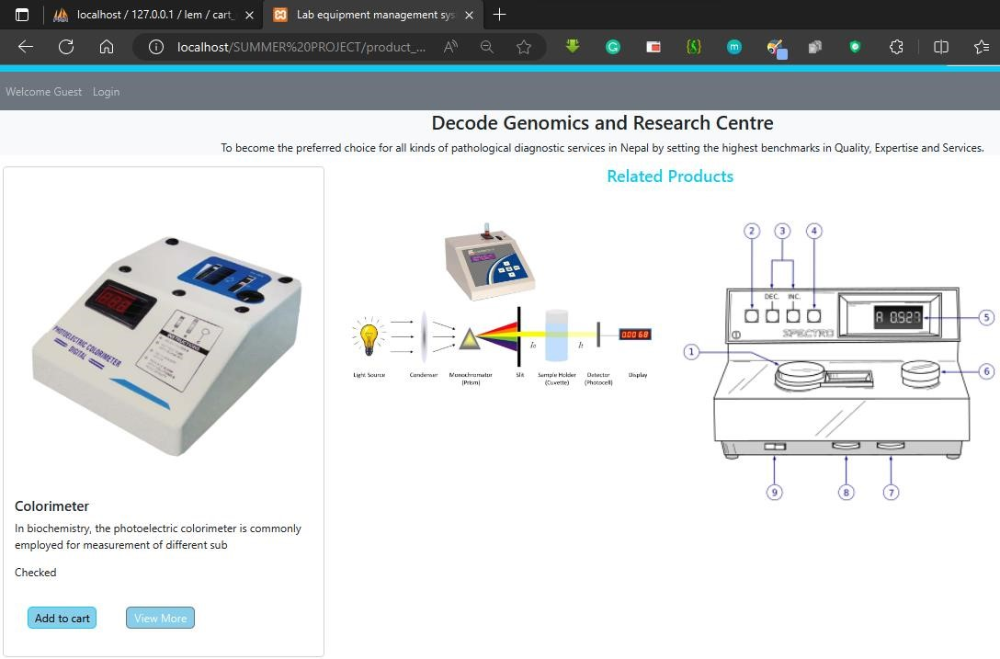 localhost / 127.0.0.1 / lem / cart_
Lab equipment management sys
localhost/SUMMER%20PROJECT/product_...
Welcome Guest Login
Decode Genomics and Research Centre
To become the preferred choice for all kinds of pathological diagnostic services in Nepal by setting the highest benchmarks in Quality, Expertise and Services.
Related Products
PHOTOELECTRIC COLORIMETER
DIGITAL
INSTRUCTIONS
Colorimeter
In biochemistry, the photoelectric colorimeter is commonly
employed for measurement of different sub
Checked
Add to cart View More
I₀ Iₜ
000 68
Light Source Condenser Monochromator (Prism) Slit Sample Holder (Cuvette) Detector (Photocell) Display
2 3 4
DEC. INC.
SPECTRO
A 0.927
5
1
6
9 8 7